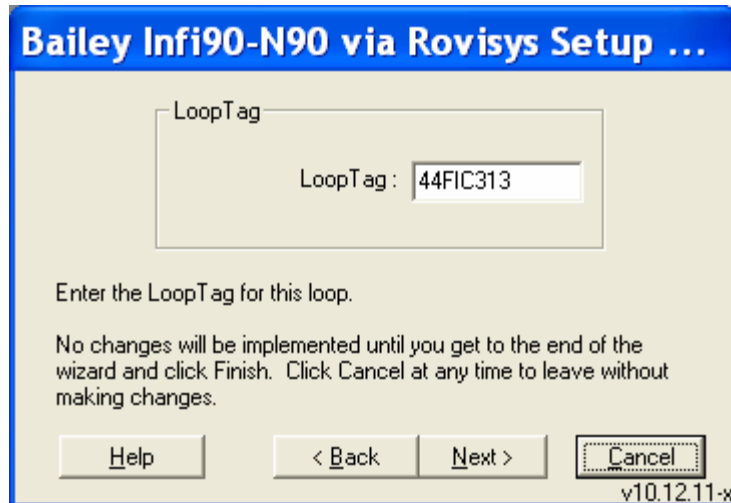 Bailey Infi90-N90 via Rovisys Setup ...
LoopTag
LoopTag : 44FIC313
Enter the LoopTag for this loop.
No changes will be implemented until you get to the end of the
wizard and click Finish. Click Cancel at any time to leave without
making changes.
Help < Back Next > Cancel
v10.12.11-x